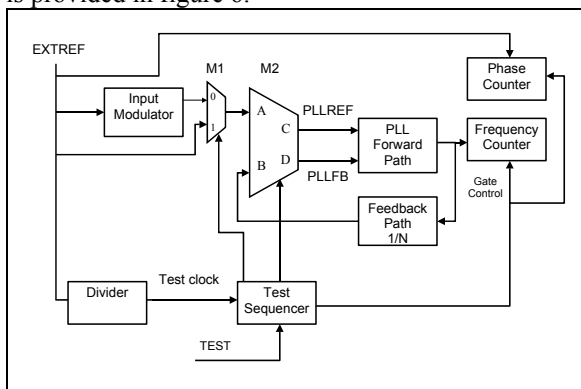 is provided in figure 6.
EXTREF
M1
M2
Phase
Counter
Input
Modulator
0
1
A
B
C
D
PLLREF
PLLFB
PLL
Forward
Path
Frequency
Counter
Gate
Control
Feedback
Path
1/N
Divider
Test clock
Test
Sequencer
TEST